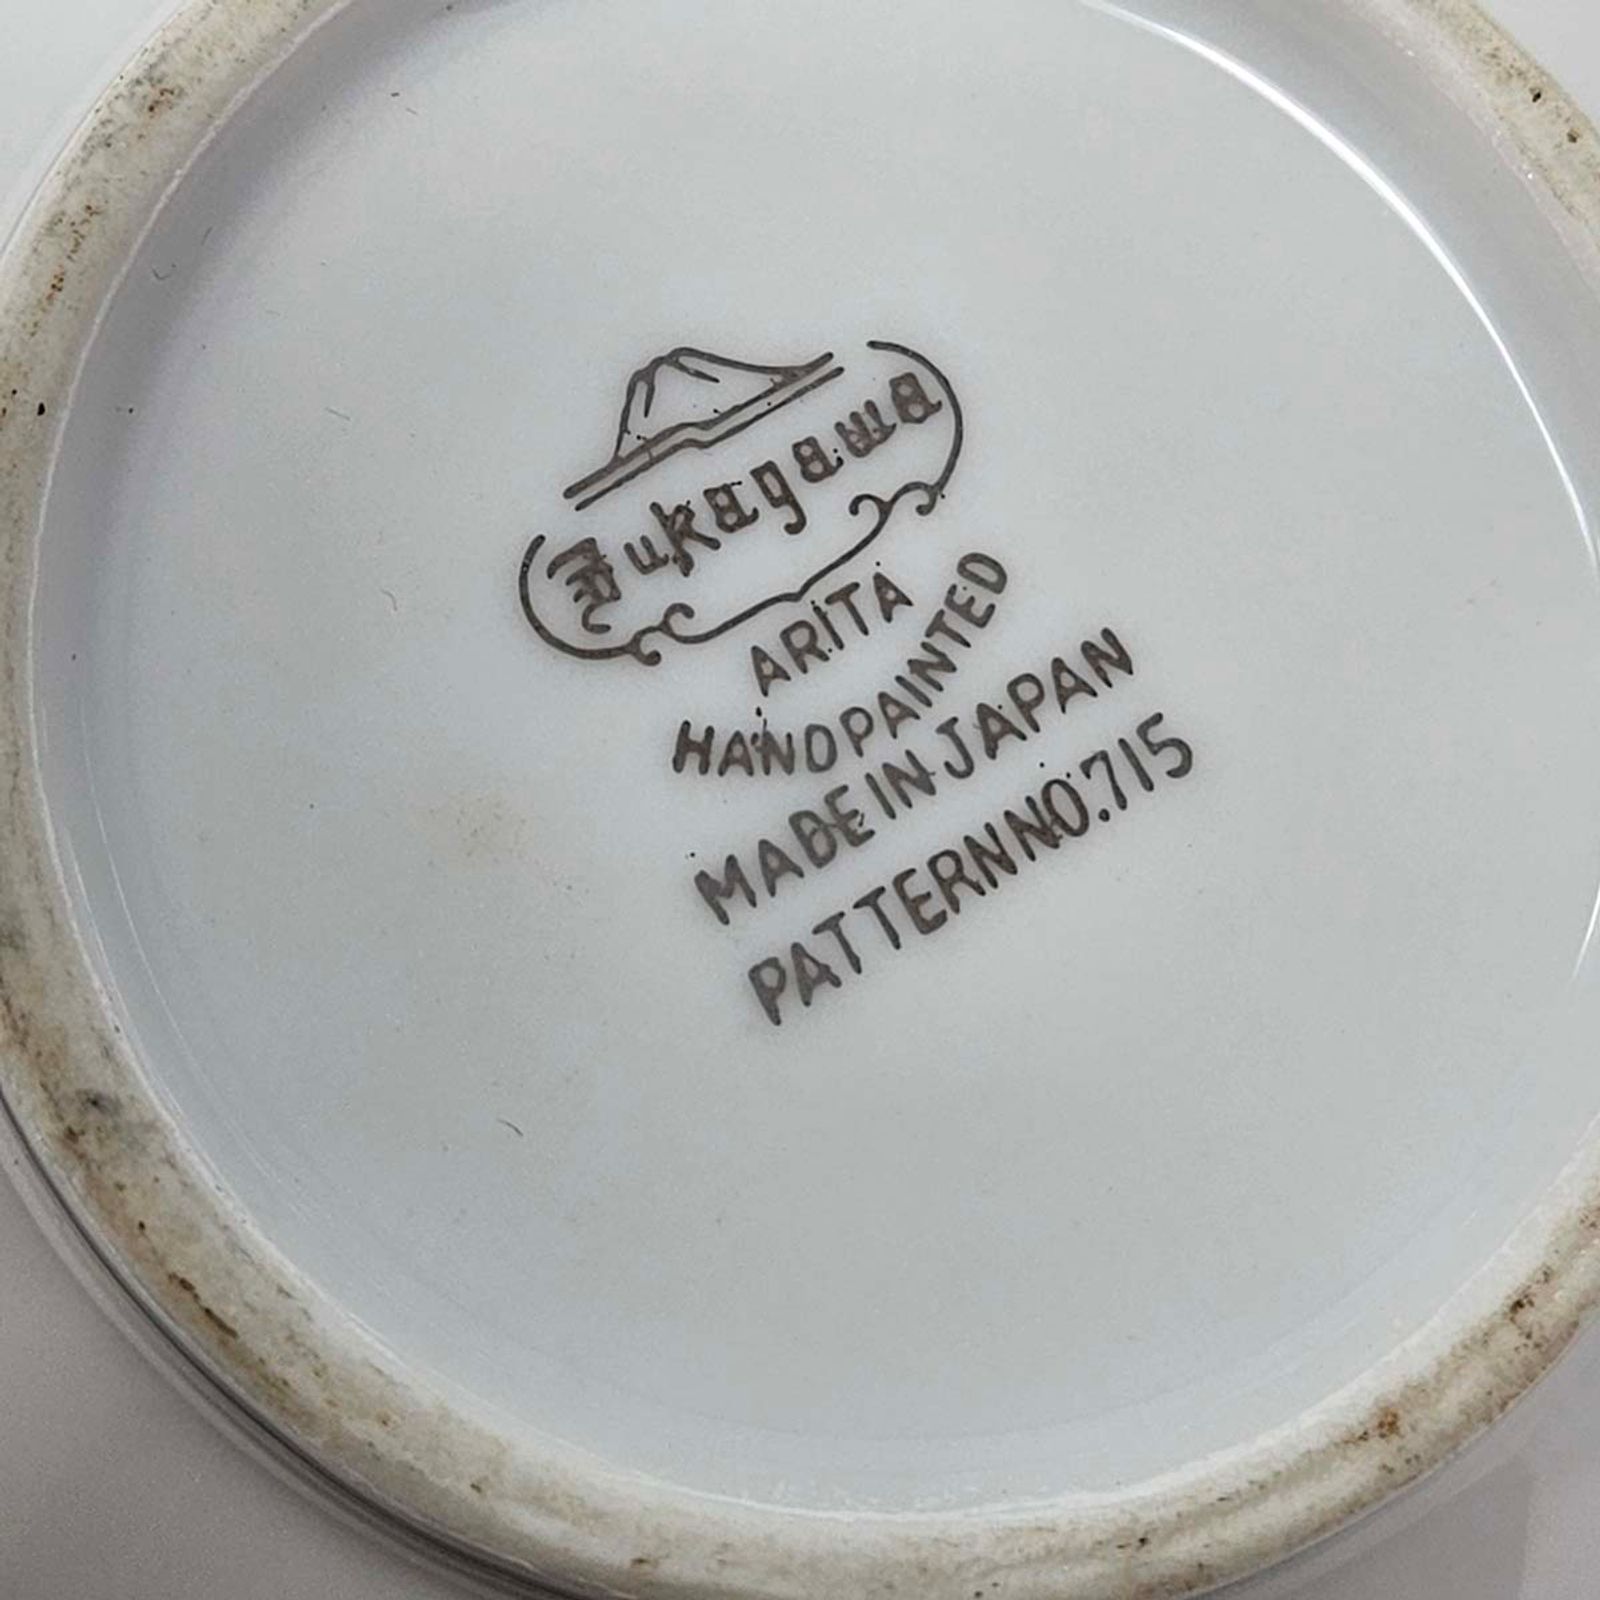 Fukagawa
ARITA
HANDPAINTED
MADE IN JAPAN
PATTERN NO.715